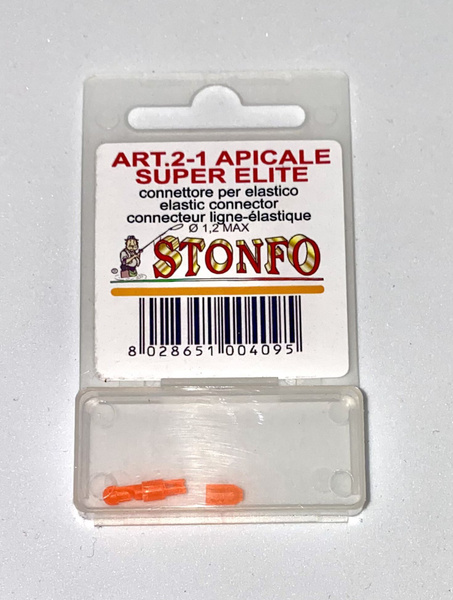 ART.2-1 APICALE
SUPER ELITE
connettore per elastico
elastic connector
connecteur ligne-élastique
Ø 1,2 MAX
STONFO
®
8 028651 004095